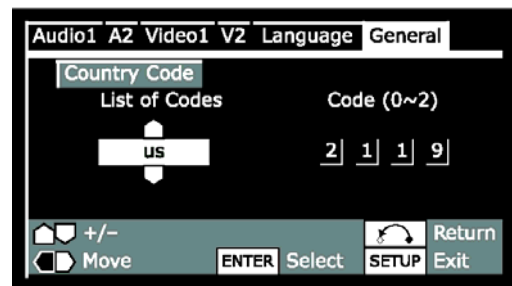 Audio1 A2 Video1 V2 Language General
Country Code
List of Codes Code (0~2)
us 2 1 1 9
+/- Return
Move ENTER Select SETUP Exit